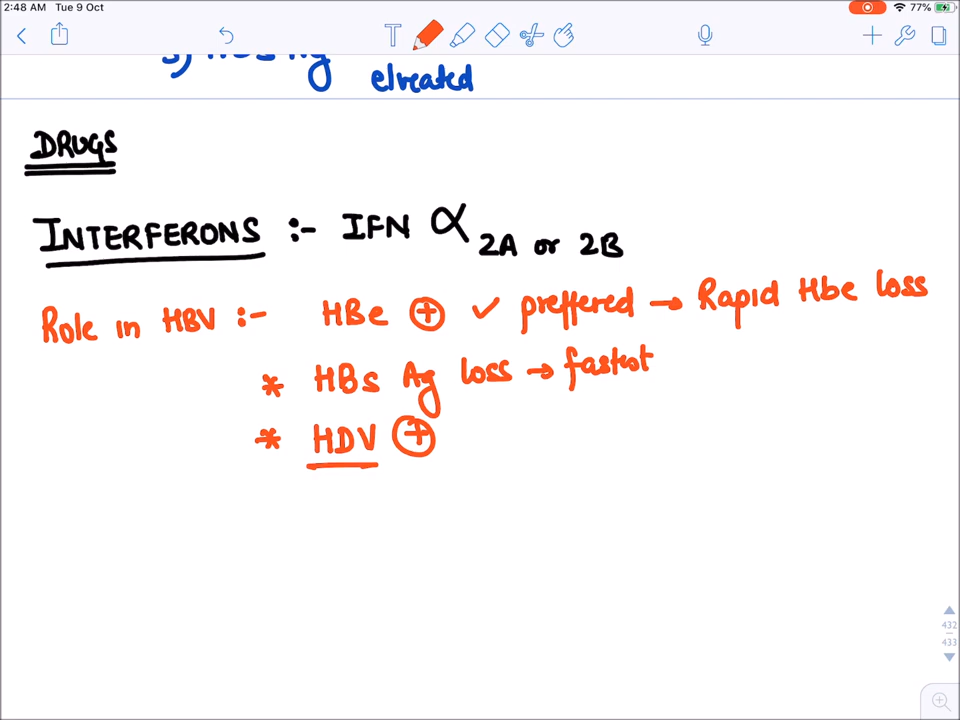 2:48 AM Tue 9 Oct 77%
T
elreated
DRUGS
INTERFERONS :- IFN α 2A or 2B
Role in HBV :- HBe ⊕ ✓ preffered → Rapid Hbe loss
* HBs Ag loss → fastest
* HDV ⊕
432
433